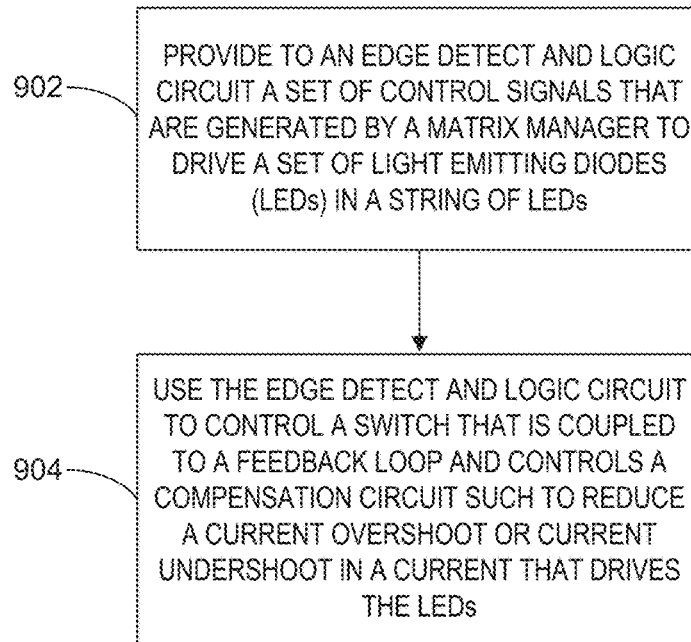 902
PROVIDE TO AN EDGE DETECT AND LOGIC
CIRCUIT A SET OF CONTROL SIGNALS THAT
ARE GENERATED BY A MATRIX MANAGER TO
DRIVE A SET OF LIGHT EMITTING DIODES
(LEDs) IN A STRING OF LEDs
904
USE THE EDGE DETECT AND LOGIC CIRCUIT
TO CONTROL A SWITCH THAT IS COUPLED
TO A FEEDBACK LOOP AND CONTROLS A
COMPENSATION CIRCUIT SUCH TO REDUCE
A CURRENT OVERSHOOT OR CURRENT
UNDERSHOOT IN A CURRENT THAT DRIVES
THE LEDs